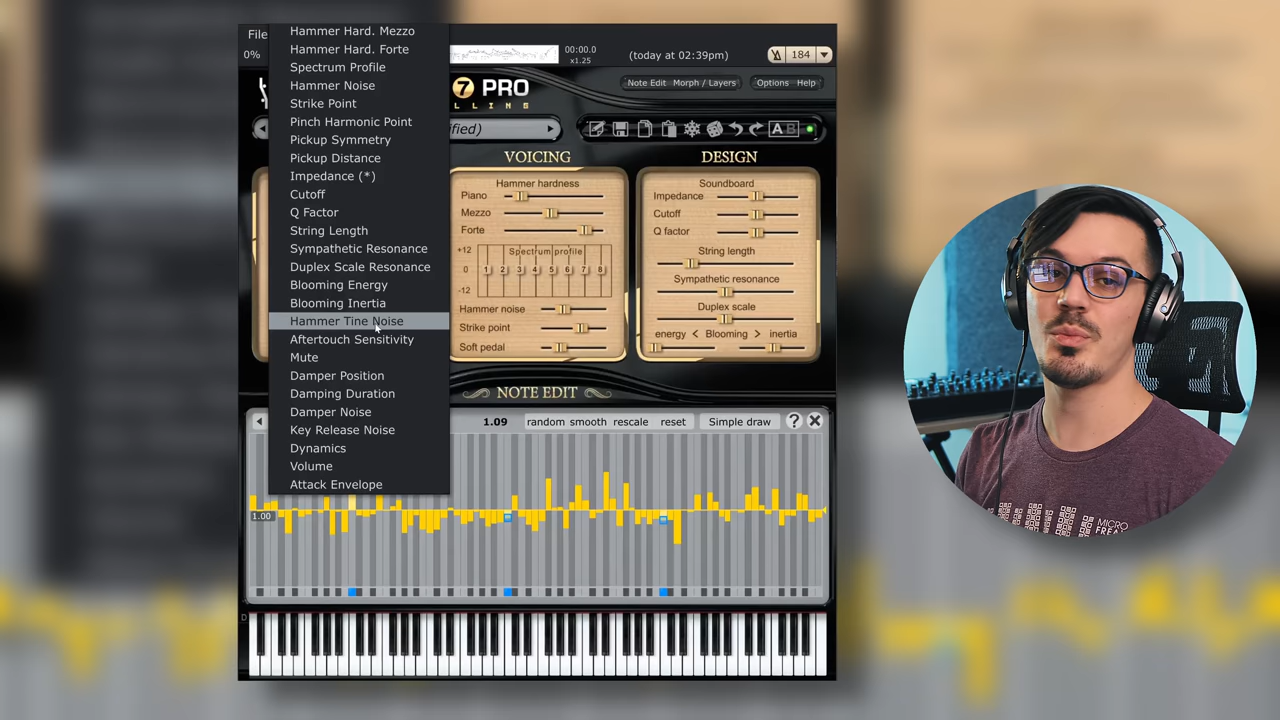 File
0%
Hammer Hard. Mezzo
Hammer Hard. Forte
Spectrum Profile
Hammer Noise
Strike Point
Pinch Harmonic Point
Pickup Symmetry
Pickup Distance
Impedance (*)
Cutoff
Q Factor
String Length
Sympathetic Resonance
Duplex Scale Resonance
Blooming Energy
Blooming Inertia
Hammer Tine Noise
Aftertouch Sensitivity
Mute
Damper Position
Damping Duration
Damper Noise
Key Release Noise
Dynamics
Volume
Attack Envelope
00:00.0
x1.25
(today at 02:39pm)
184
7 PRO
LLING
Note Edit Morph / Layers
Options Help
ified)
A B
VOICING
Hammer hardness
Piano
Mezzo
Forte
+12
0
-12
Spectrum profile
1 2 3 4 5 6 7 8
Hammer noise
Strike point
Soft pedal
DESIGN
Soundboard
Impedance
Cutoff
Q factor
String length
Sympathetic resonance
Duplex scale
energy < Blooming > inertia
NOTE EDIT
1.09 random smooth rescale reset Simple draw ?
1.00
D
MICRO
FREA